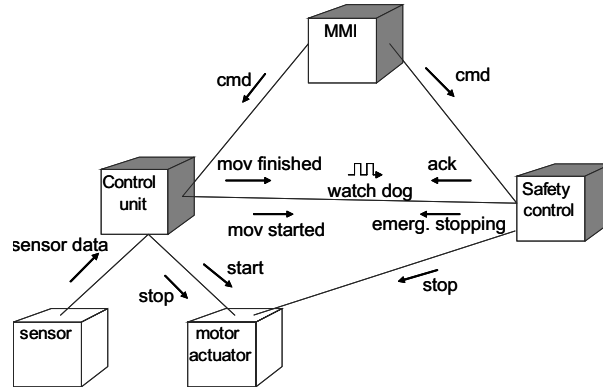 MMI
cmd
cmd
mov finished
ack
Control
unit
watch dog
Safety
control
mov started
emerg. stopping
sensor data
start
stop
stop
sensor
motor
actuator